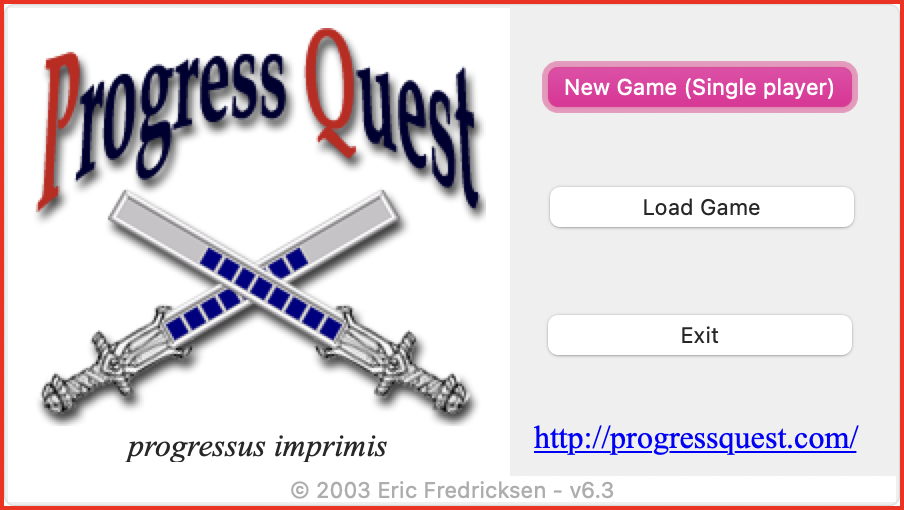 Progress Quest
progressus imprimis
New Game (Single player)
Load Game
Exit
http://progressquest.com/
© 2003 Eric Fredricksen - v6.3